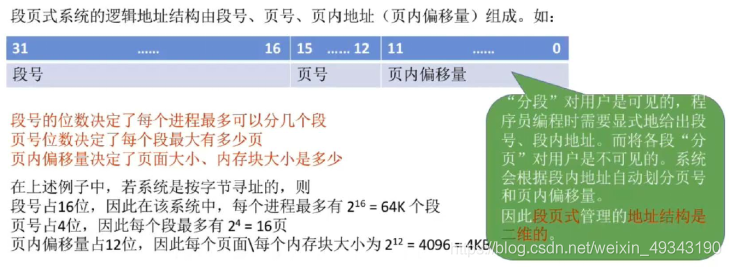 段页式系统的逻辑地址结构由段号、页号、页内地址（页内偏移量）组成。如：
31 …… 16 15 …… 12 11 …… 0
段号 页号 页内偏移量
段号的位数决定了每个进程最多可以分几个段
页号位数决定了每个段最大有多少页
页内偏移量决定了页面大小、内存块大小是多少
在上述例子中，若系统是按字节寻址的，则
段号占16位，因此在该系统中，每个进程最多有 2¹⁶ = 64K 个段
页号占4位，因此每个段最多有 2⁴ = 16页
页内偏移量占12位，因此每个页面\每个内存块大小为 2¹² = 4096 = 4KB
“分段”对用户是可见的，程
序员编程时需要显式地给出段
号、段内地址。而将各段“分
页”对用户是不可见的。系统
会根据段内地址自动划分页号
和页内偏移量。
因此段页式管理的地址结构是
二维的。
https://blog.csdn.net/weixin_49343190